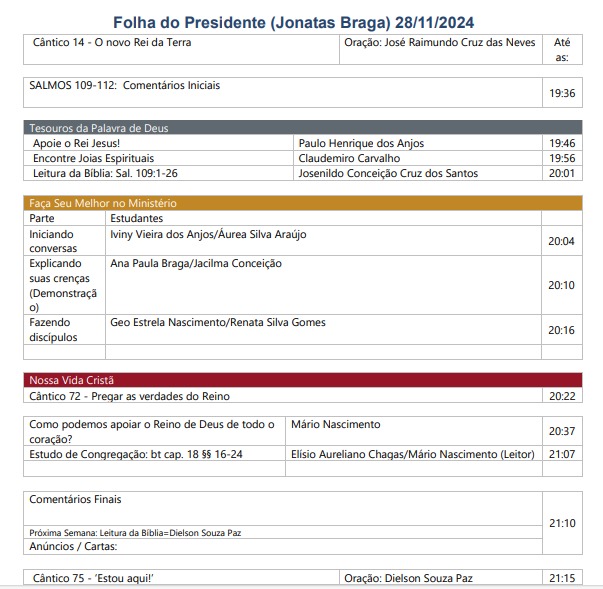 Folha do Presidente (Jonatas Braga) 28/11/2024
Cântico 14 - O novo Rei da Terra Oração: José Raimundo Cruz das Neves Até
as:
SALMOS 109-112: Comentários Iniciais
19:36
Tesouros da Palavra de Deus
Apoie o Rei Jesus! Paulo Henrique dos Anjos 19:46
Encontre Joias Espirituais Claudemiro Carvalho 19:56
Leitura da Bíblia: Sal. 109:1-26 Josenildo Conceição Cruz dos Santos 20:01
Faça Seu Melhor no Ministério
Parte Estudantes
Iniciando Iviny Vieira dos Anjos/Áurea Silva Araújo
conversas 20:04
Explicando Ana Paula Braga/Jacilma Conceição
suas crenças
(Demonstraçã 20:10
o)
Fazendo Geo Estrela Nascimento/Renata Silva Gomes
discípulos 20:16
Nossa Vida Cristã
Cântico 72 - Pregar as verdades do Reino 20:22
Como podemos apoiar o Reino de Deus de todo o Mário Nascimento
coração? 20:37
Estudo de Congregação: bt cap. 18 §§ 16-24 Elísio Aureliano Chagas/Mário Nascimento (Leitor) 21:07
Comentários Finais
21:10
Próxima Semana: Leitura da Bíblia=Dielson Souza Paz
Anúncios / Cartas:
Cântico 75 - ‘Estou aqui!’ Oração: Dielson Souza Paz 21:15